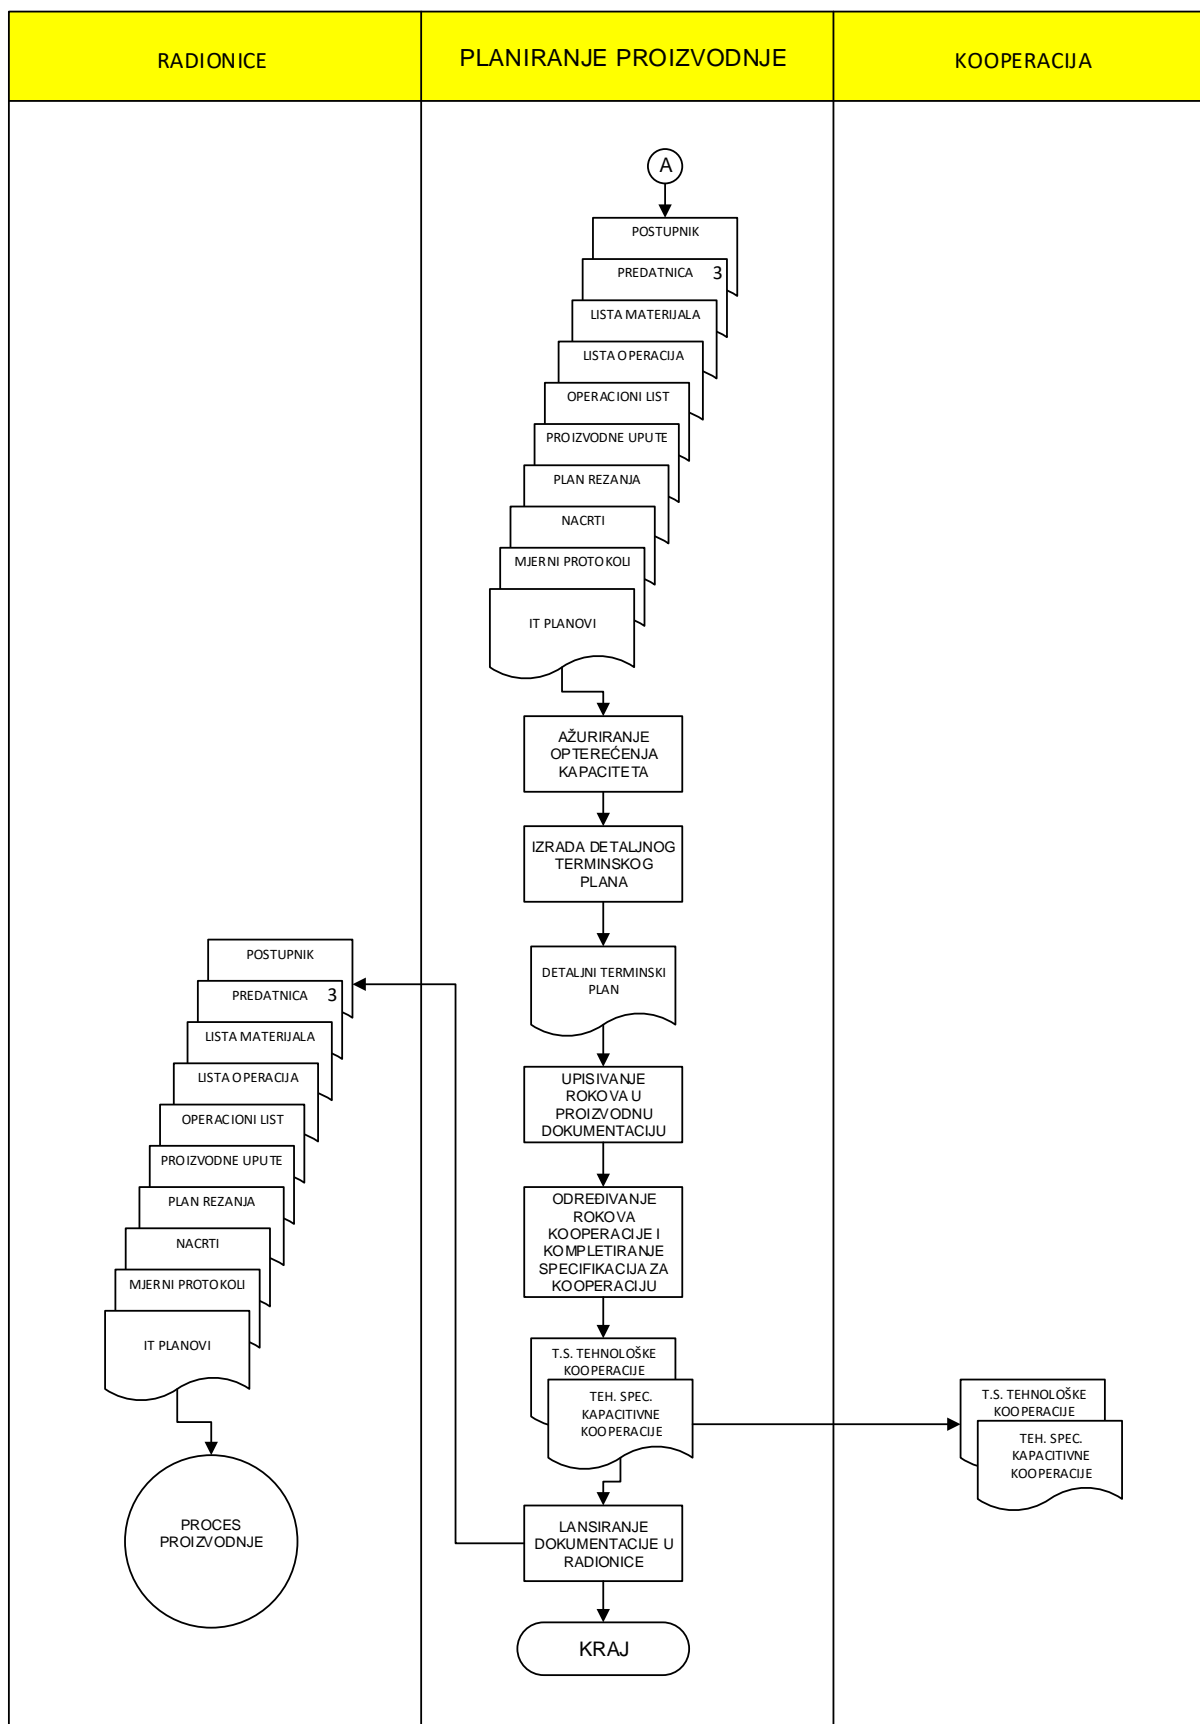 RADIONICE
PLANIRANJE PROIZVODNJE
KOOPERACIJA
A
POSTUPNIK
PREDATNICA 3
LISTA MATERIJALA
LISTA OPERACIJA
OPERACIONI LIST
PROIZVODNE UPUTE
PLAN REZANJA
NACRTI
MJERNI PROTOKOLI
IT PLANOVI
AŽURIRANJE
OPTEREĆENJA
KAPACITETA
IZRADA DETALJNOG
TERMINSKOG
PLANA
DETALJNI TERMINSKI
PLAN
UPISIVANJE
ROKOVA U
PROIZVODNU
DOKUMENTACIJU
ODREĐIVANJE
ROKOVA
KOOPERACIJE I
KOMPLETIRANJE
SPECIFIKACIJA ZA
KOOPERACIJU
T.S. TEHNOLOŠKE
KOOPERACIJE
TEH. SPEC.
KAPACITIVNE
KOOPERACIJE
LANSIRANJE
DOKUMENTACIJE U
RADIONICE
KRAJ
POSTUPNIK
PREDATNICA 3
LISTA MATERIJALA
LISTA OPERACIJA
OPERACIONI LIST
PROIZVODNE UPUTE
PLAN REZANJA
NACRTI
MJERNI PROTOKOLI
IT PLANOVI
PROCES
PROIZVODNJE
T.S. TEHNOLOŠKE
KOOPERACIJE
TEH. SPEC.
KAPACITIVNE
KOOPERACIJE